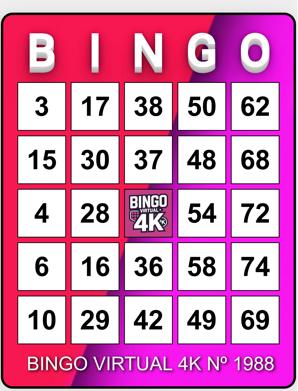 B I N G O
3 17 38 50 62
15 30 37 48 68
4 28 BINGO VIRTUAL 4K 54 72
6 16 36 58 74
10 29 42 49 69
BINGO VIRTUAL 4K Nº 1988